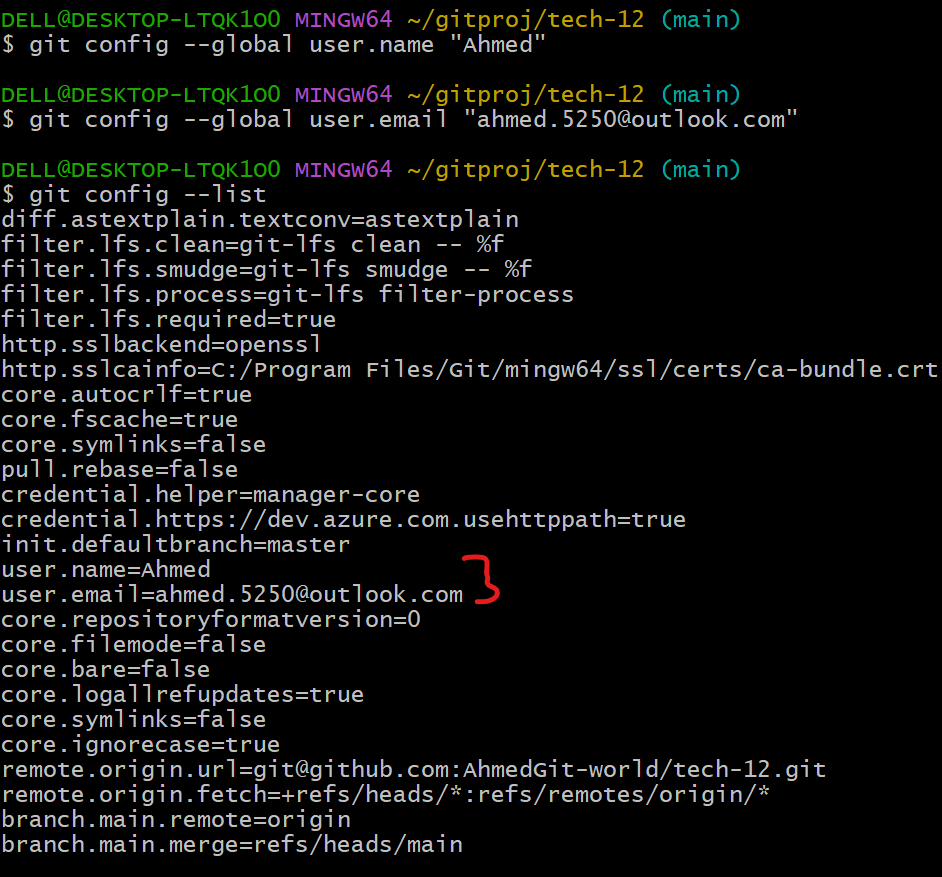 DELL@DESKTOP-LTQK1O0 MINGW64 ~/gitproj/tech-12 (main)
$ git config --global user.name "Ahmed"
DELL@DESKTOP-LTQK1O0 MINGW64 ~/gitproj/tech-12 (main)
$ git config --global user.email "ahmed.5250@outlook.com"
DELL@DESKTOP-LTQK1O0 MINGW64 ~/gitproj/tech-12 (main)
$ git config --list
diff.astextplain.textconv=astextplain
filter.lfs.clean=git-lfs clean -- %f
filter.lfs.smudge=git-lfs smudge -- %f
filter.lfs.process=git-lfs filter-process
filter.lfs.required=true
http.sslbackend=openssl
http.sslcainfo=C:/Program Files/Git/mingw64/ssl/certs/ca-bundle.crt
core.autocrlf=true
core.fscache=true
core.symlinks=false
pull.rebase=false
credential.helper=manager-core
credential.https://dev.azure.com.usehttppath=true
init.defaultbranch=master
user.name=Ahmed
user.email=ahmed.5250@outlook.com
core.repositoryformatversion=0
core.filemode=false
core.bare=false
core.logallrefupdates=true
core.symlinks=false
core.ignorecase=true
remote.origin.url=git@github.com:AhmedGit-world/tech-12.git
remote.origin.fetch=+refs/heads/*:refs/remotes/origin/*
branch.main.remote=origin
branch.main.merge=refs/heads/main